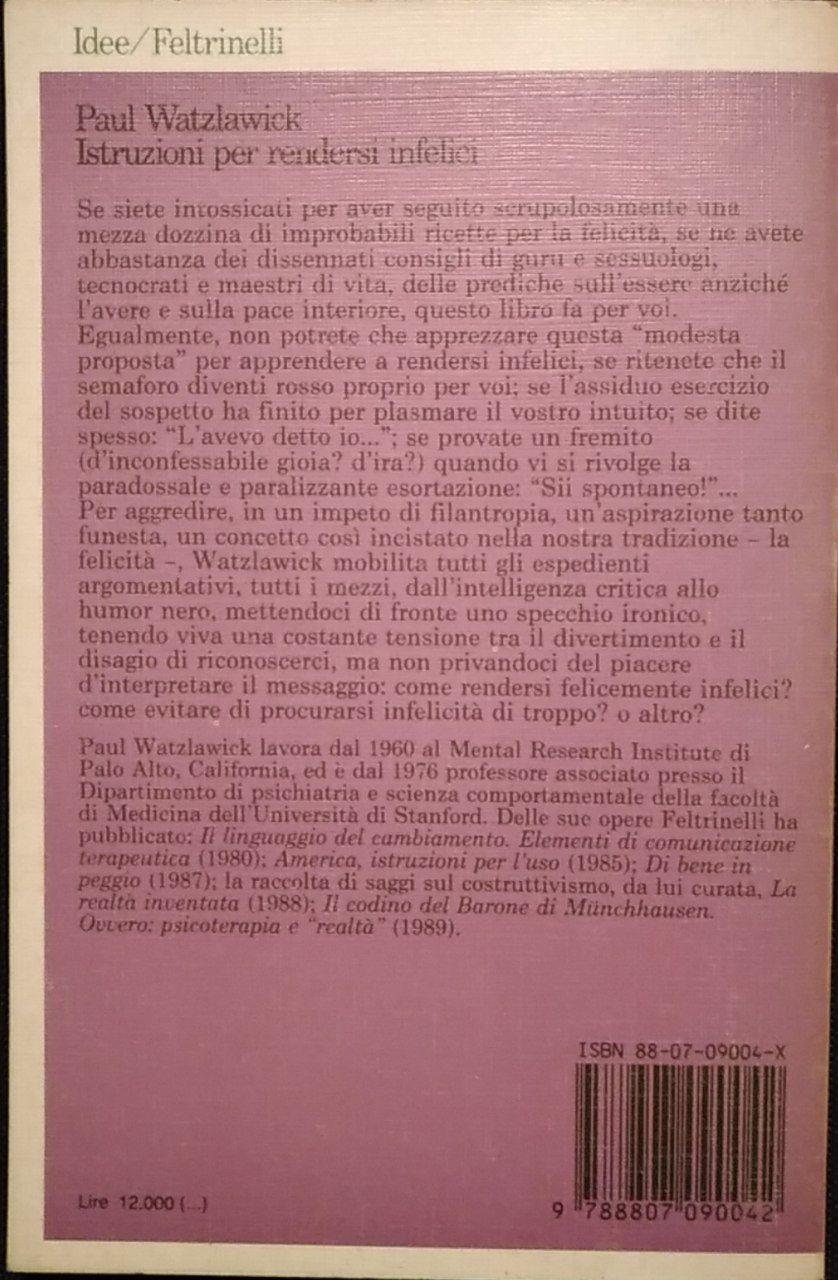 Idee/Feltrinelli
Paul Watzlawick
Istruzioni per rendersi infelici
Se siete intossicati per aver seguito scrupolosamente una
mezza dozzina di improbabili ricette per la felicità, se ne avete
abbastanza dei dissennati consigli di guru e sessuologi,
tecnocrati e maestri di vita, delle prediche sull'essere anziché
l'avere e sulla pace interiore, questo libro fa per voi.
Egualmente, non potrete che apprezzare questa “modesta
proposta” per apprendere a rendersi infelici, se ritenete che il
semaforo diventi rosso proprio per voi; se l'assiduo esercizio
del sospetto ha finito per plasmare il vostro intuito; se dite
spesso: “L'avevo detto io...”; se provate un fremito
(d'inconfessabile gioia? d'ira?) quando vi si rivolge la
paradossale e paralizzante esortazione: “Sii spontaneo!”...
Per aggredire, in un impeto di filantropia, un'aspirazione tanto
funesta, un concetto così incistato nella nostra tradizione – la
felicità –, Watzlawick mobilita tutti gli espedienti
argomentativi, tutti i mezzi, dall'intelligenza critica allo
humor nero, mettendoci di fronte uno specchio ironico,
tenendo viva una costante tensione tra il divertimento e il
disagio di riconoscerci, ma non privandoci del piacere
d'interpretare il messaggio: come rendersi felicemente infelici?
come evitare di procurarsi infelicità di troppo? o altro?
Paul Watzlawick lavora dal 1960 al Mental Research Institute di
Palo Alto, California, ed è dal 1976 professore associato presso il
Dipartimento di psichiatria e scienza comportamentale della facoltà
di Medicina dell'Università di Stanford. Delle sue opere Feltrinelli ha
pubblicato: Il linguaggio del cambiamento. Elementi di comunicazione
terapeutica (1980); America, istruzioni per l'uso (1985); Di bene in
peggio (1987); la raccolta di saggi sul costruttivismo, da lui curata, La
realtà inventata (1988); Il codino del Barone di Münchhausen.
Ovvero: psicoterapia e “realtà” (1989).
ISBN 88-07-09004-X
9 788807 090042
Lire 12.000 (...)